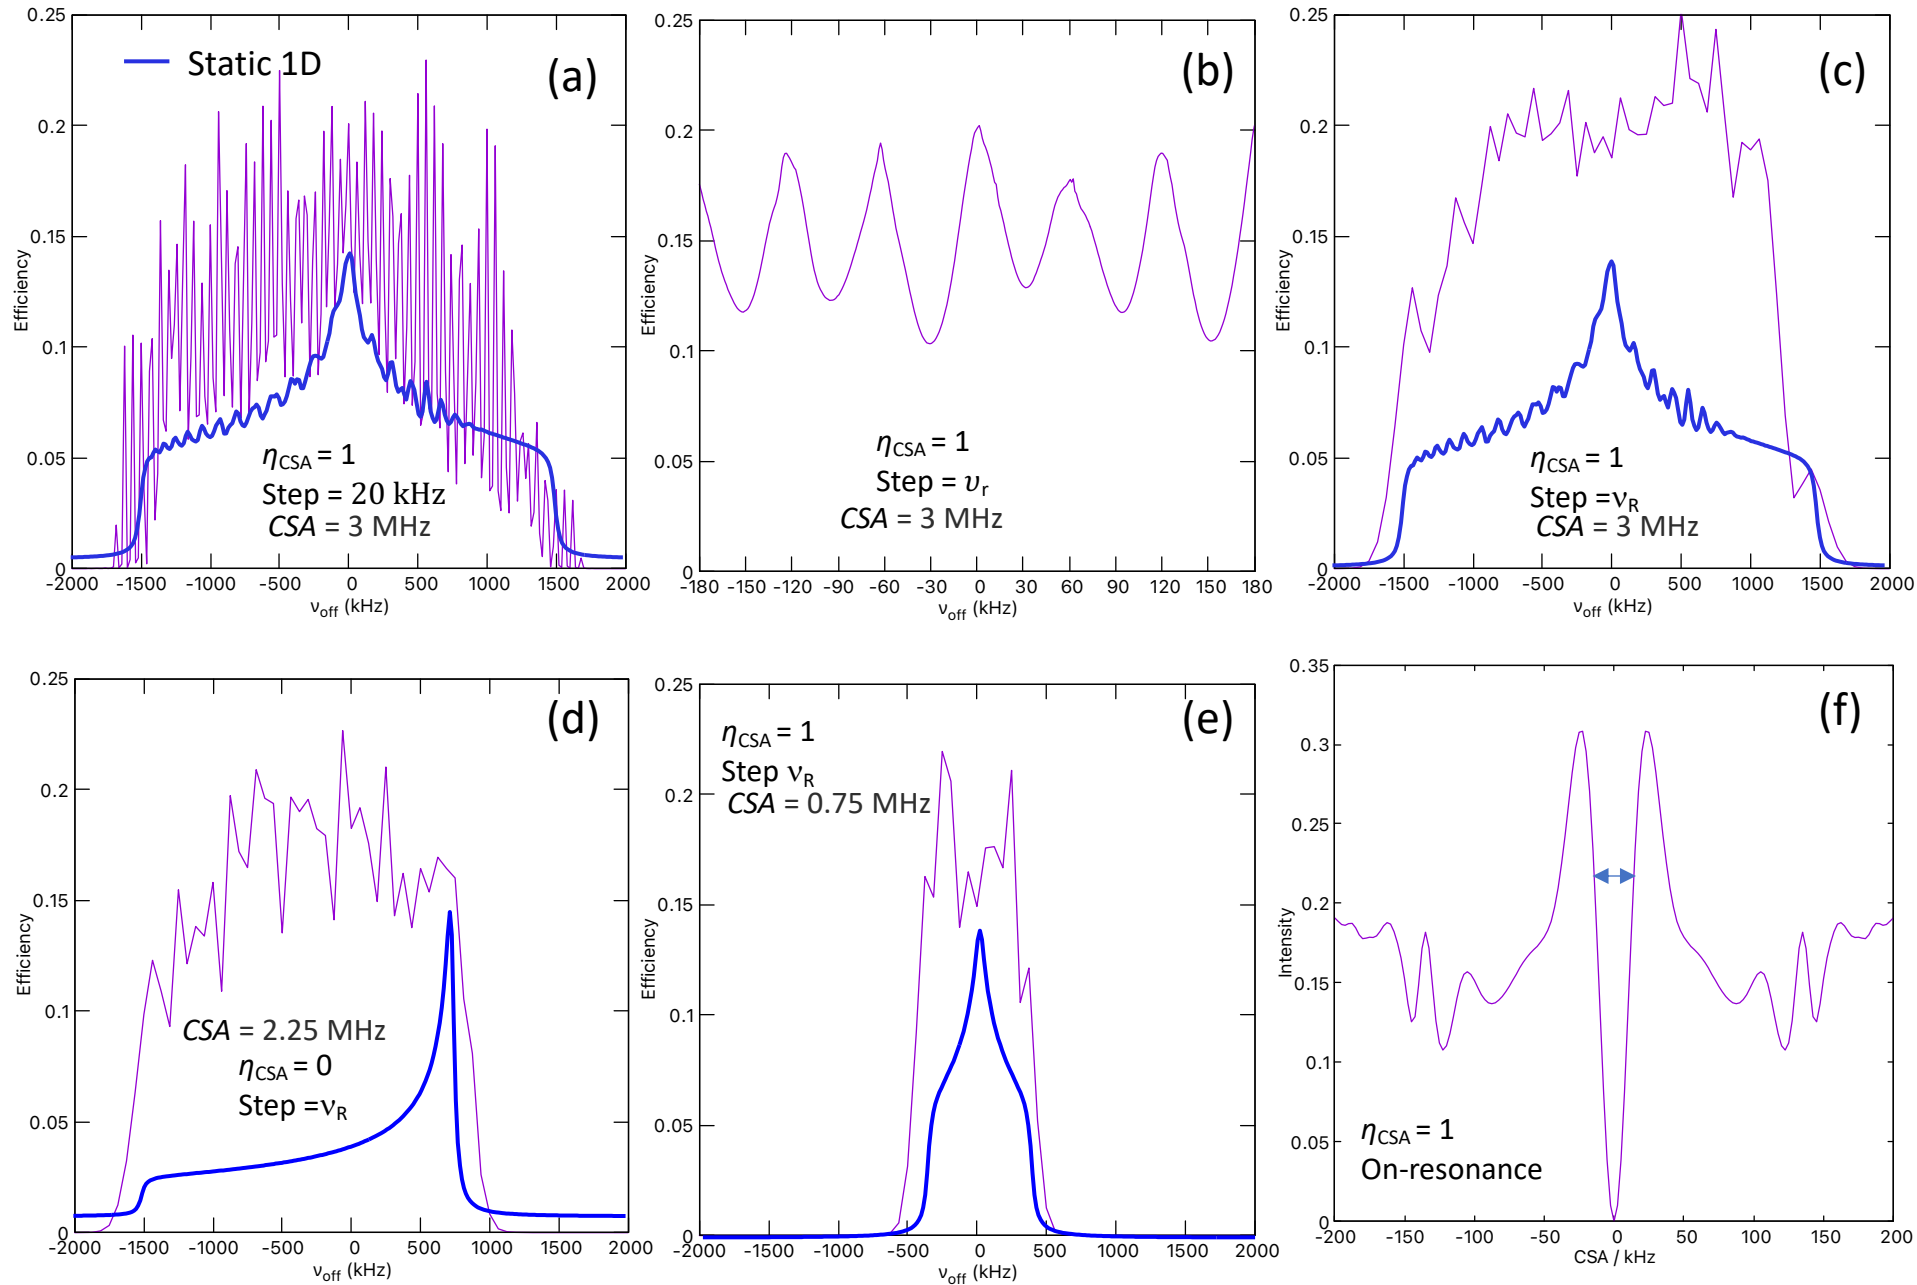 0.25
0.2
0.15
0.1
0.05
0
Efficiency
Static 1D
(a)
ηCSA = 1
Step = 20 kHz
CSA = 3 MHz
-2000 -1000 -500 0 500 1000 2000
νoff (kHz)
0.25
0.2
0.15
0.1
0.05
0
Efficiency
(b)
ηCSA = 1
Step = υr
CSA = 3 MHz
-180 -150 -120 -90 -60 -30 0 30 60 90 120 150 180
νoff (kHz)
0.25
0.2
0.15
0.1
0.05
0
Efficiency
(c)
ηCSA = 1
Step =νR
CSA = 3 MHz
-2000 -1000 -500 0 500 1000 2000
νoff (kHz)
0.25
0.2
0.15
0.1
0.05
0
Efficiency
(d)
CSA = 2.25 MHz
ηCSA = 0
Step =νR
-2000 -1000 -500 0 500 1000 2000
νoff (kHz)
0.25
0.2
0.15
0.1
0.05
0
Efficiency
(e)
ηCSA = 1
Step νR
CSA = 0.75 MHz
-2000 -1500 -1000 -500 0 500 1000 1500 2000
νoff (kHz)
0.35
0.3
0.35
0.2
0.15
0.1
0.05
0
Intensity
(f)
ηCSA = 1
On-resonance
-200 -150 -100 -50 0 50 100 150 200
CSA / kHz